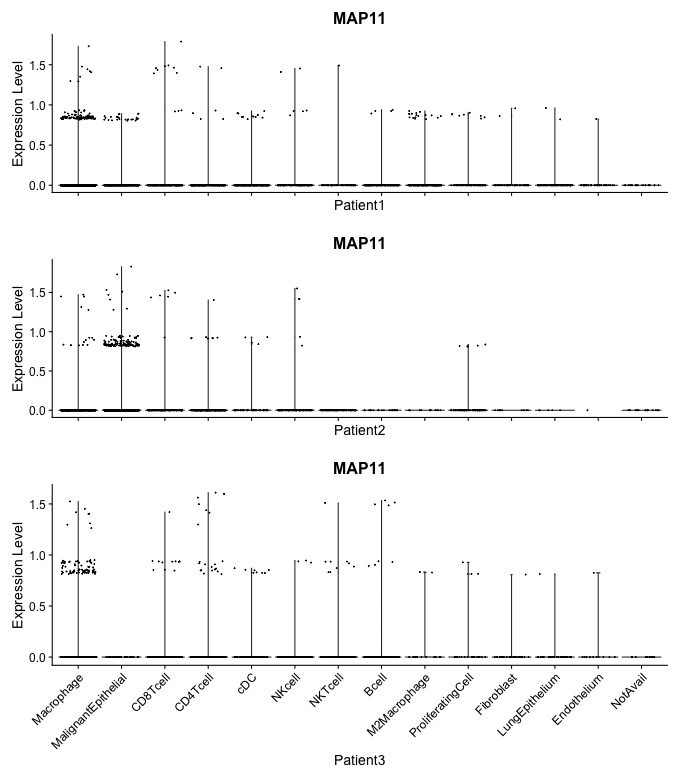 MAP11
Expression Level
1.5
1.0
0.5
0.0
Patient1
MAP11
Expression Level
1.5
1.0
0.5
0.0
Patient2
MAP11
Expression Level
1.5
1.0
0.5
0.0
Macrophage
MalignantEpithelial
CD8Tcell
CD4Tcell
cDC
NKcell
NKTcell
Bcell
M2Macrophage
ProliferatingCell
Fibroblast
LungEpithelium
Endothelium
NotAvail
Patient3